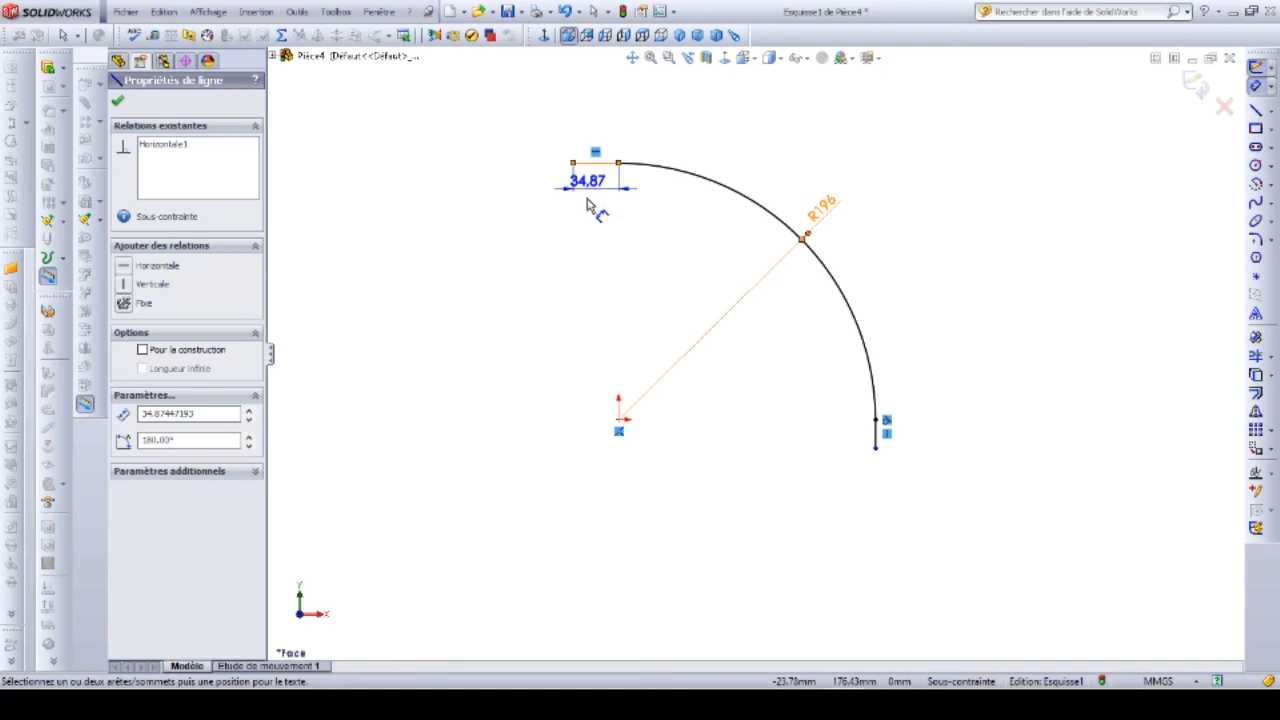 SOLIDWORKS
Fichier Edition Affichage Insertion Outils Toolbox Fenêtre ?
Esquisse1 de Pièce4 *
Rechercher dans l'aide de SolidWorks
Pièce4 (Défaut<<Défaut>_...
Propriétés de ligne
?
Relations existantes
Horizontale1
Sous-contrainte
Ajouter des relations
Horizontale
Verticale
Fixe
Options
Pour la construction
Longueur infinie
Paramètres...
34.87447193
180.00°
Paramètres additionnels
34,87
R196
Y
X
*Face
Modèle
Etude de mouvement 1
Sélectionnez un ou deux arêtes/sommets puis une position pour le texte.
-23.78mm 176.43mm 0mm Sous-contrainte Edition: Esquisse1 MMGS